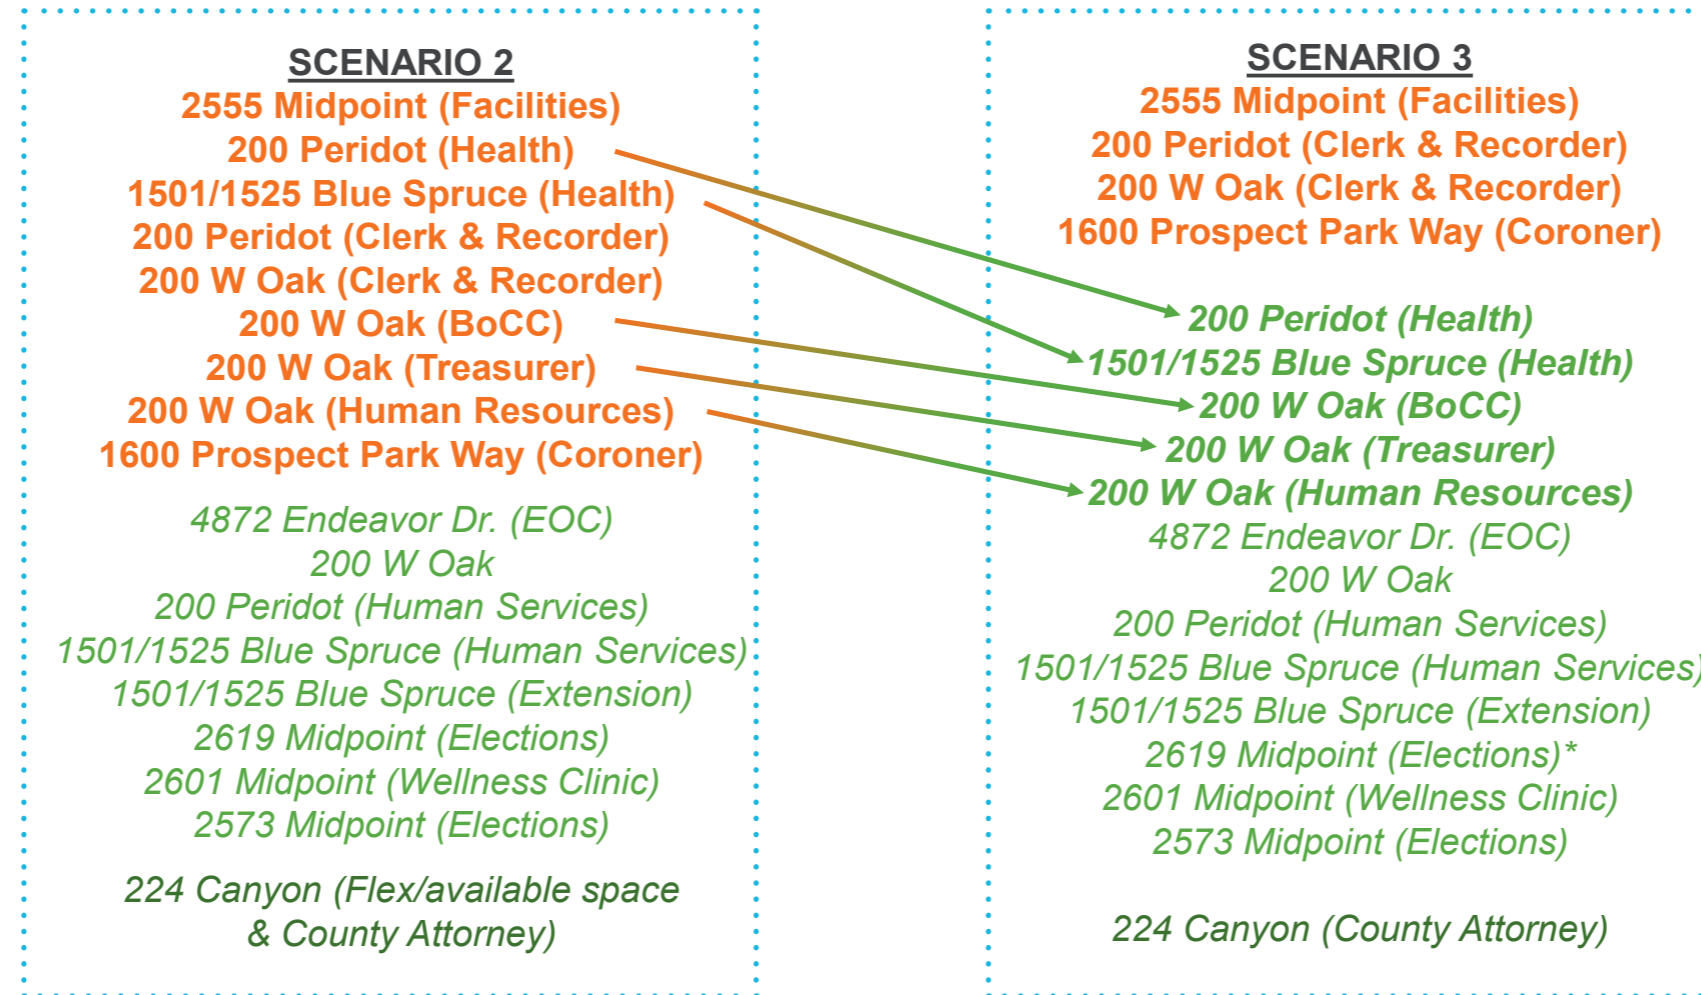 SCENARIO 2
2555 Midpoint (Facilities)
200 Peridot (Health)
1501/1525 Blue Spruce (Health)
200 Peridot (Clerk & Recorder)
200 W Oak (Clerk & Recorder)
200 W Oak (BoCC)
200 W Oak (Treasurer)
200 W Oak (Human Resources)
1600 Prospect Park Way (Coroner)
4872 Endeavor Dr. (EOC)
200 W Oak
200 Peridot (Human Services)
1501/1525 Blue Spruce (Human Services)
1501/1525 Blue Spruce (Extension)
2619 Midpoint (Elections)
2601 Midpoint (Wellness Clinic)
2573 Midpoint (Elections)
224 Canyon (Flex/available space
& County Attorney)
SCENARIO 3
2555 Midpoint (Facilities)
200 Peridot (Clerk & Recorder)
200 W Oak (Clerk & Recorder)
1600 Prospect Park Way (Coroner)
200 Peridot (Health)
1501/1525 Blue Spruce (Health)
200 W Oak (BoCC)
200 W Oak (Treasurer)
200 W Oak (Human Resources)
4872 Endeavor Dr. (EOC)
200 W Oak
200 Peridot (Human Services)
1501/1525 Blue Spruce (Human Services)
1501/1525 Blue Spruce (Extension)
2619 Midpoint (Elections)*
2601 Midpoint (Wellness Clinic)
2573 Midpoint (Elections)
224 Canyon (County Attorney)